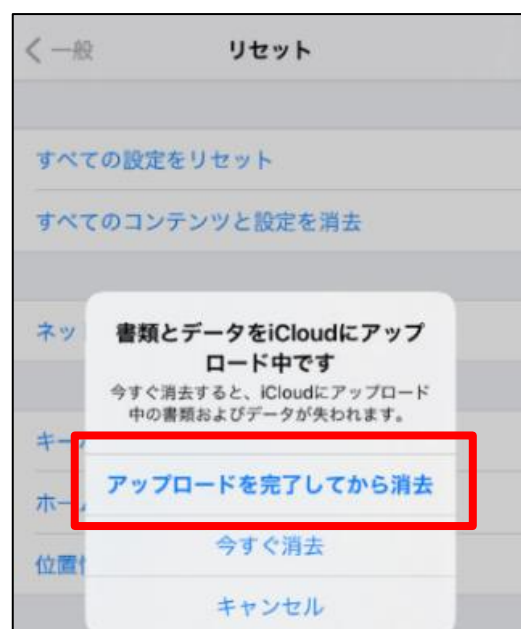 一般
リセット
すべての設定をリセット
すべてのコンテンツと設定を消去
ネッ
書類とデータをiCloudにアップ
ロード中です
今すぐ消去すると、iCloudにアップロード
中の書類およびデータが失われます。
キー
アップロードを完了してから消去
ホー
今すぐ消去
位置
キャンセル